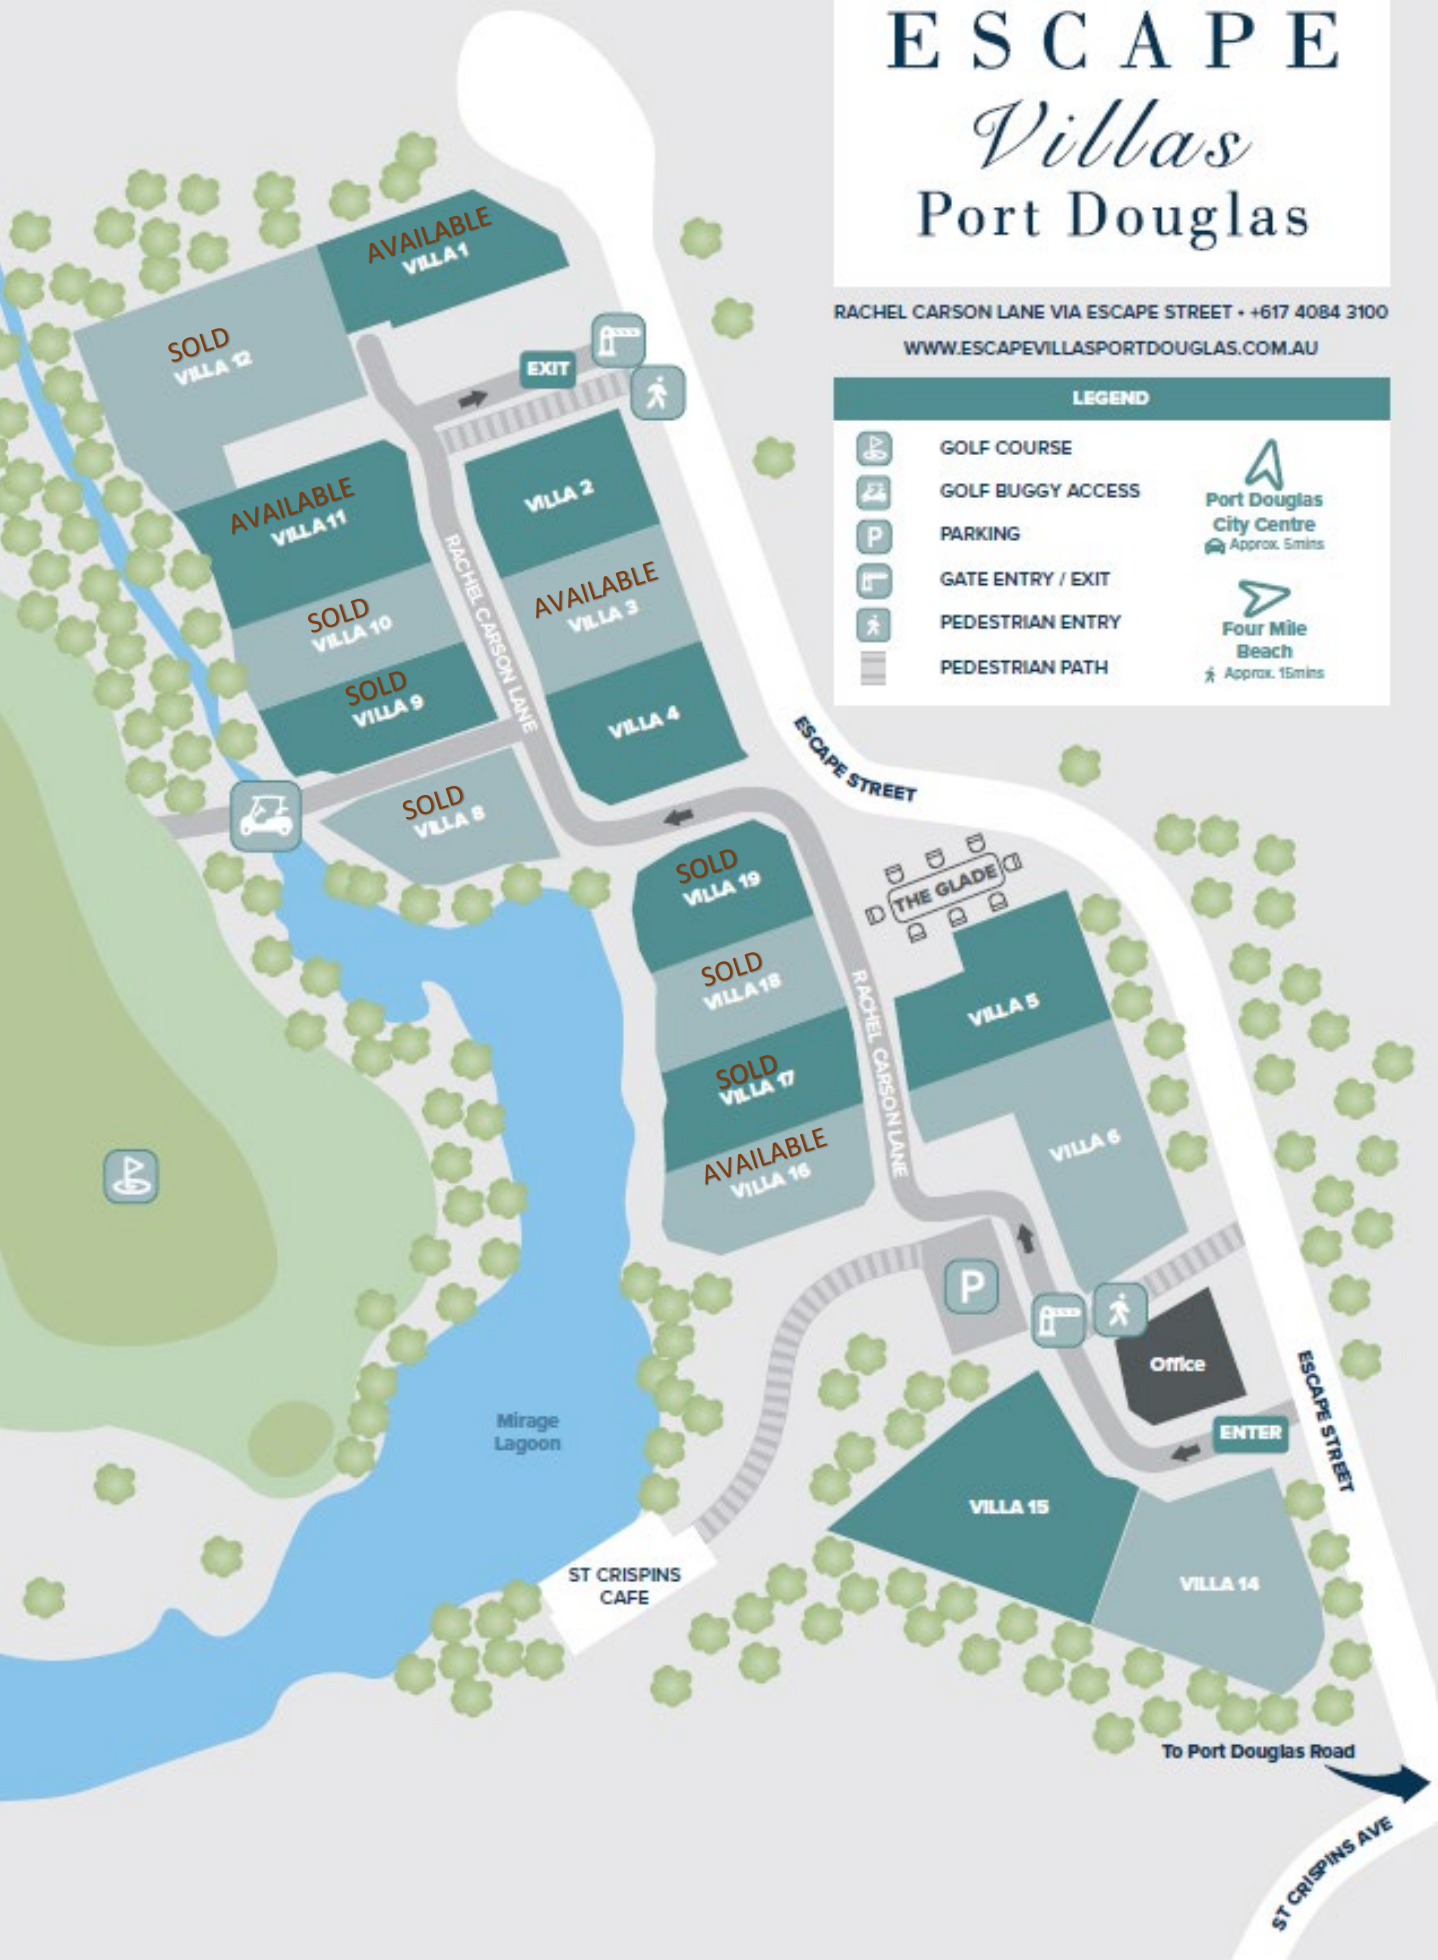 ESCAPE
Villas
Port Douglas
RACHEL CARSON LANE VIA ESCAPE STREET • +617 4084 3100
WWW.ESCAPEVILLASPORTDOUGLAS.COM.AU
LEGEND
GOLF COURSE
GOLF BUGGY ACCESS
P
PARKING
GATE ENTRY / EXIT
PEDESTRIAN ENTRY
PEDESTRIAN PATH
Port Douglas
City Centre
Approx. 5mins
Four Mile
Beach
Approx. 15mins
AVAILABLE
VILLA 1
SOLD
VILLA 12
EXIT
AVAILABLE
VILLA 11
VILLA 2
SOLD
VILLA 10
AVAILABLE
VILLA 3
SOLD
VILLA 9
VILLA 4
RACHEL CARSON LANE
SOLD
VILLA 8
ESCAPE STREET
SOLD
VILLA 19
THE GLADE
SOLD
VILLA 18
VILLA 5
SOLD
VILLA 17
RACHEL CARSON LANE
AVAILABLE
VILLA 16
VILLA 6
P
Office
ENTER
ESCAPE STREET
Mirage
Lagoon
VILLA 15
VILLA 14
ST CRISPINS
CAFE
To Port Douglas Road
ST CRISPINS AVE